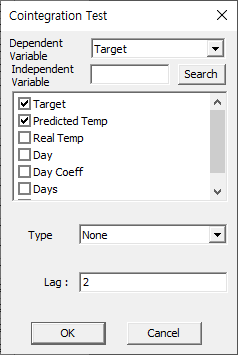 Cointegration Test
Dependent
Variable
Target
Independent
Variable
Search
Target
Predicted Temp
Real Temp
Day
Day Coeff
Days
Type
None
Lag :
2
OK
Cancel